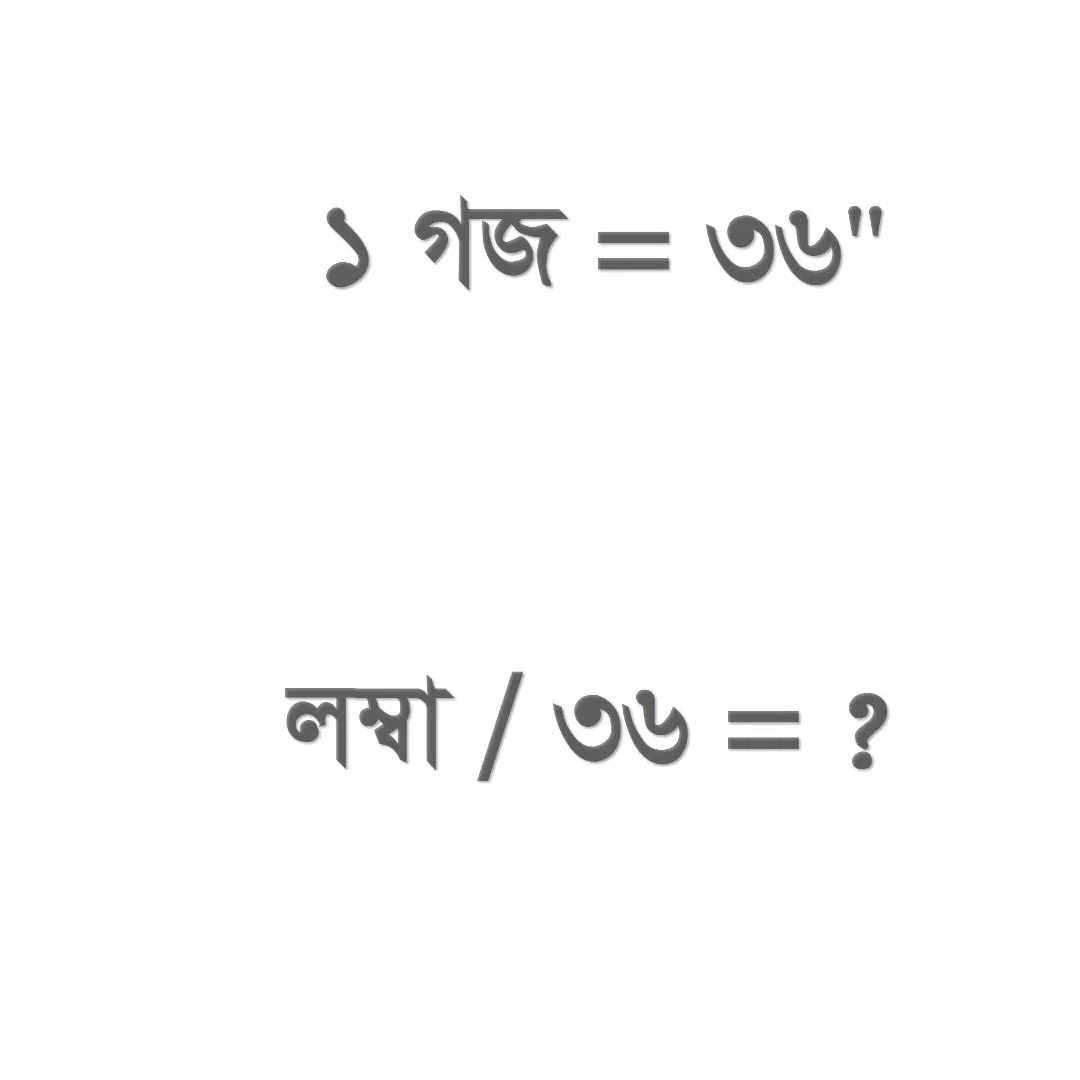 ১ গজ = ৩৬"
লম্বা / ৩৬ = ?